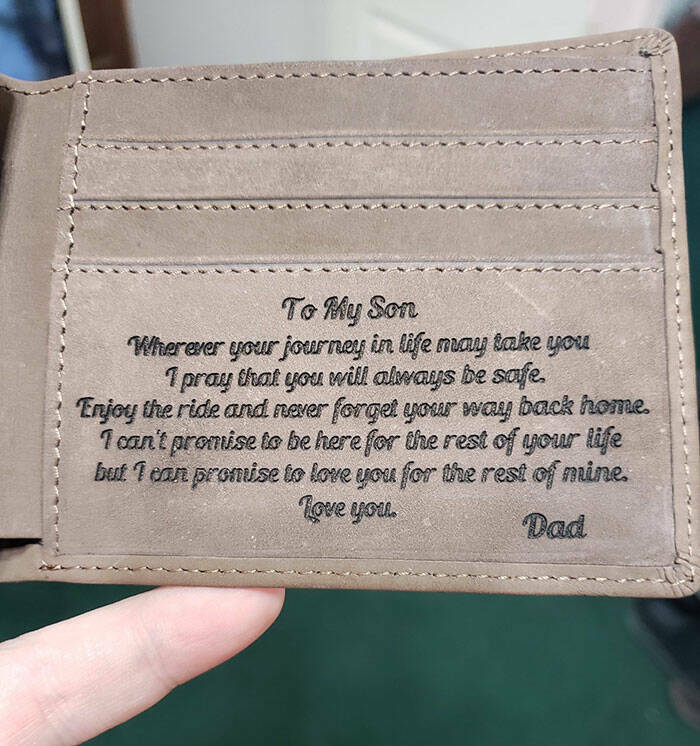 To My Son
Wherever your journey in life may take you
I pray that you will always be safe.
Enjoy the ride and never forget your way back home.
I can't promise to be here for the rest of your life
but I can promise to love you for the rest of mine.
Love you.
Dad